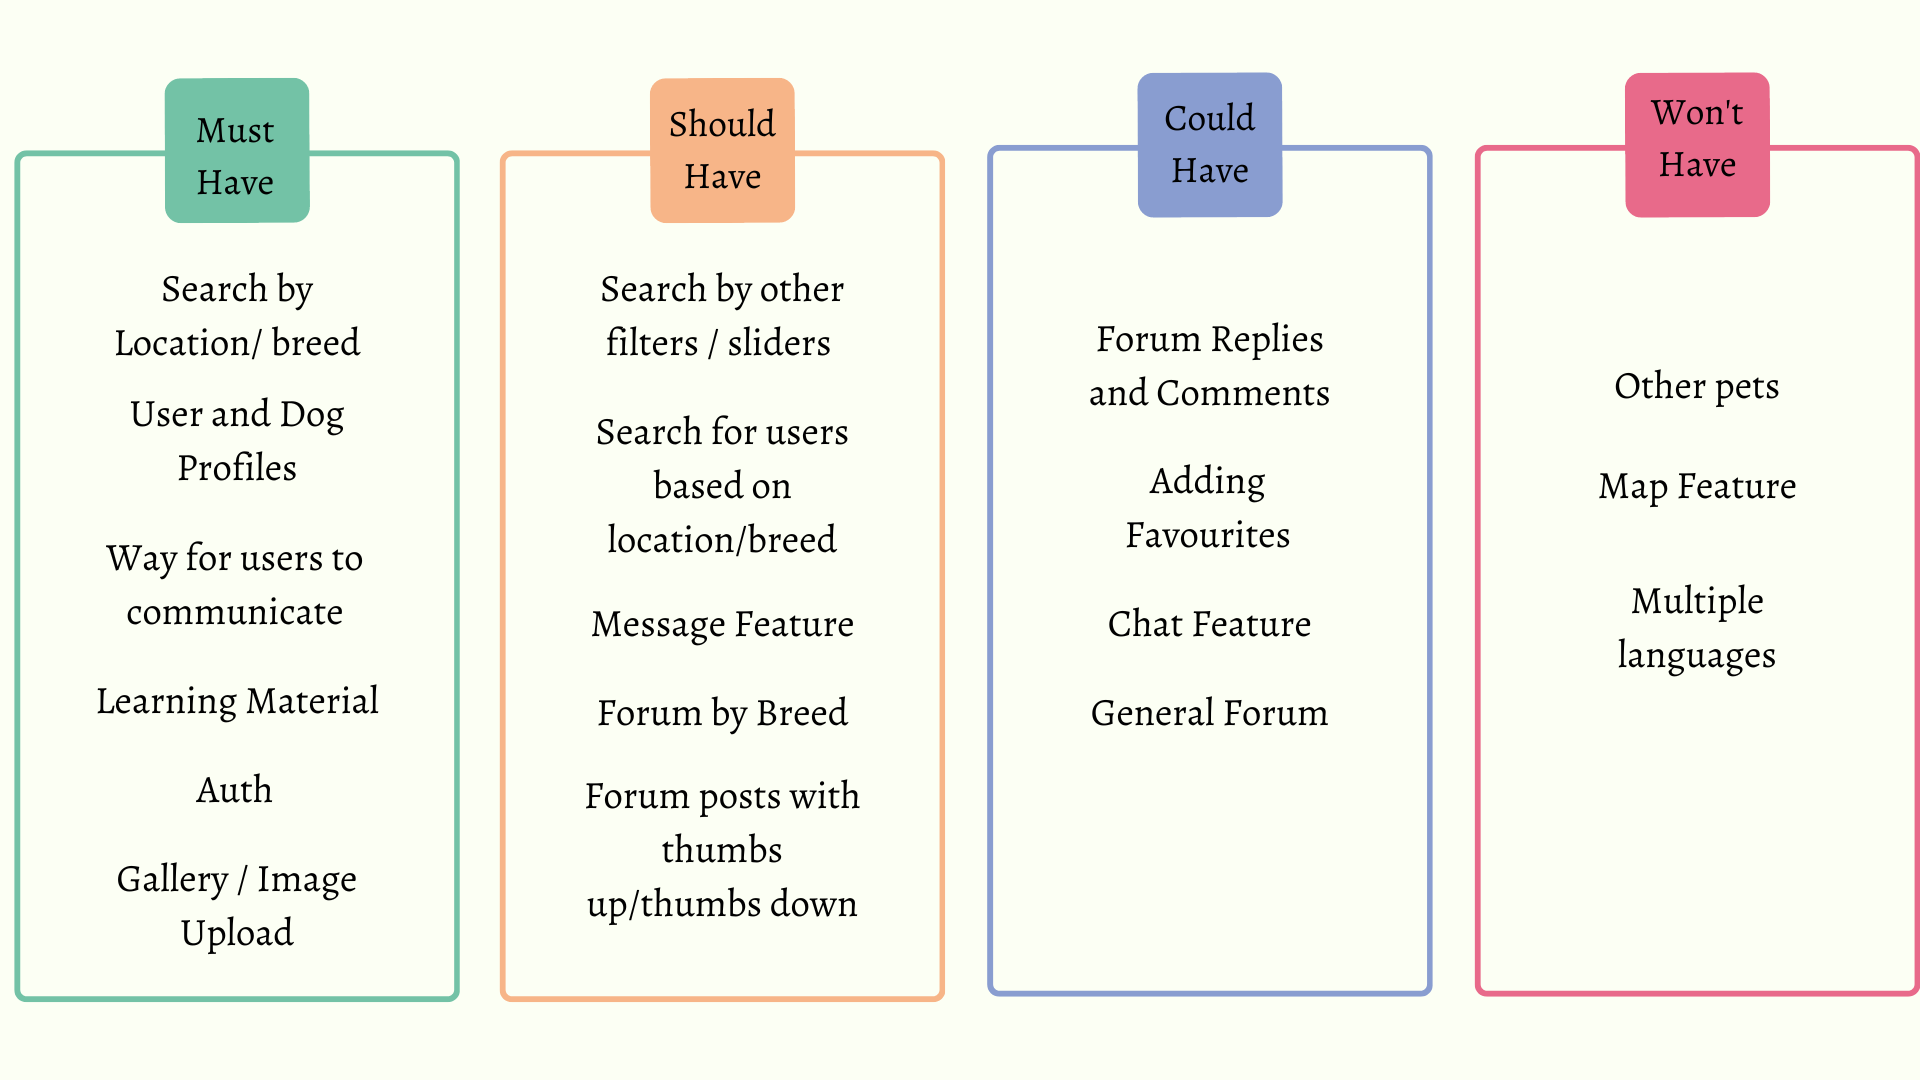 Must
Have
Search by
Location/ breed
User and Dog
Profiles
Way for users to
communicate
Learning Material
Auth
Gallery / Image
Upload
Should
Have
Search by other
filters / sliders
Search for users
based on
location/breed
Message Feature
Forum by Breed
Forum posts with
thumbs
up/thumbs down
Could
Have
Forum Replies
and Comments
Adding
Favourites
Chat Feature
General Forum
Won't
Have
Other pets
Map Feature
Multiple
languages